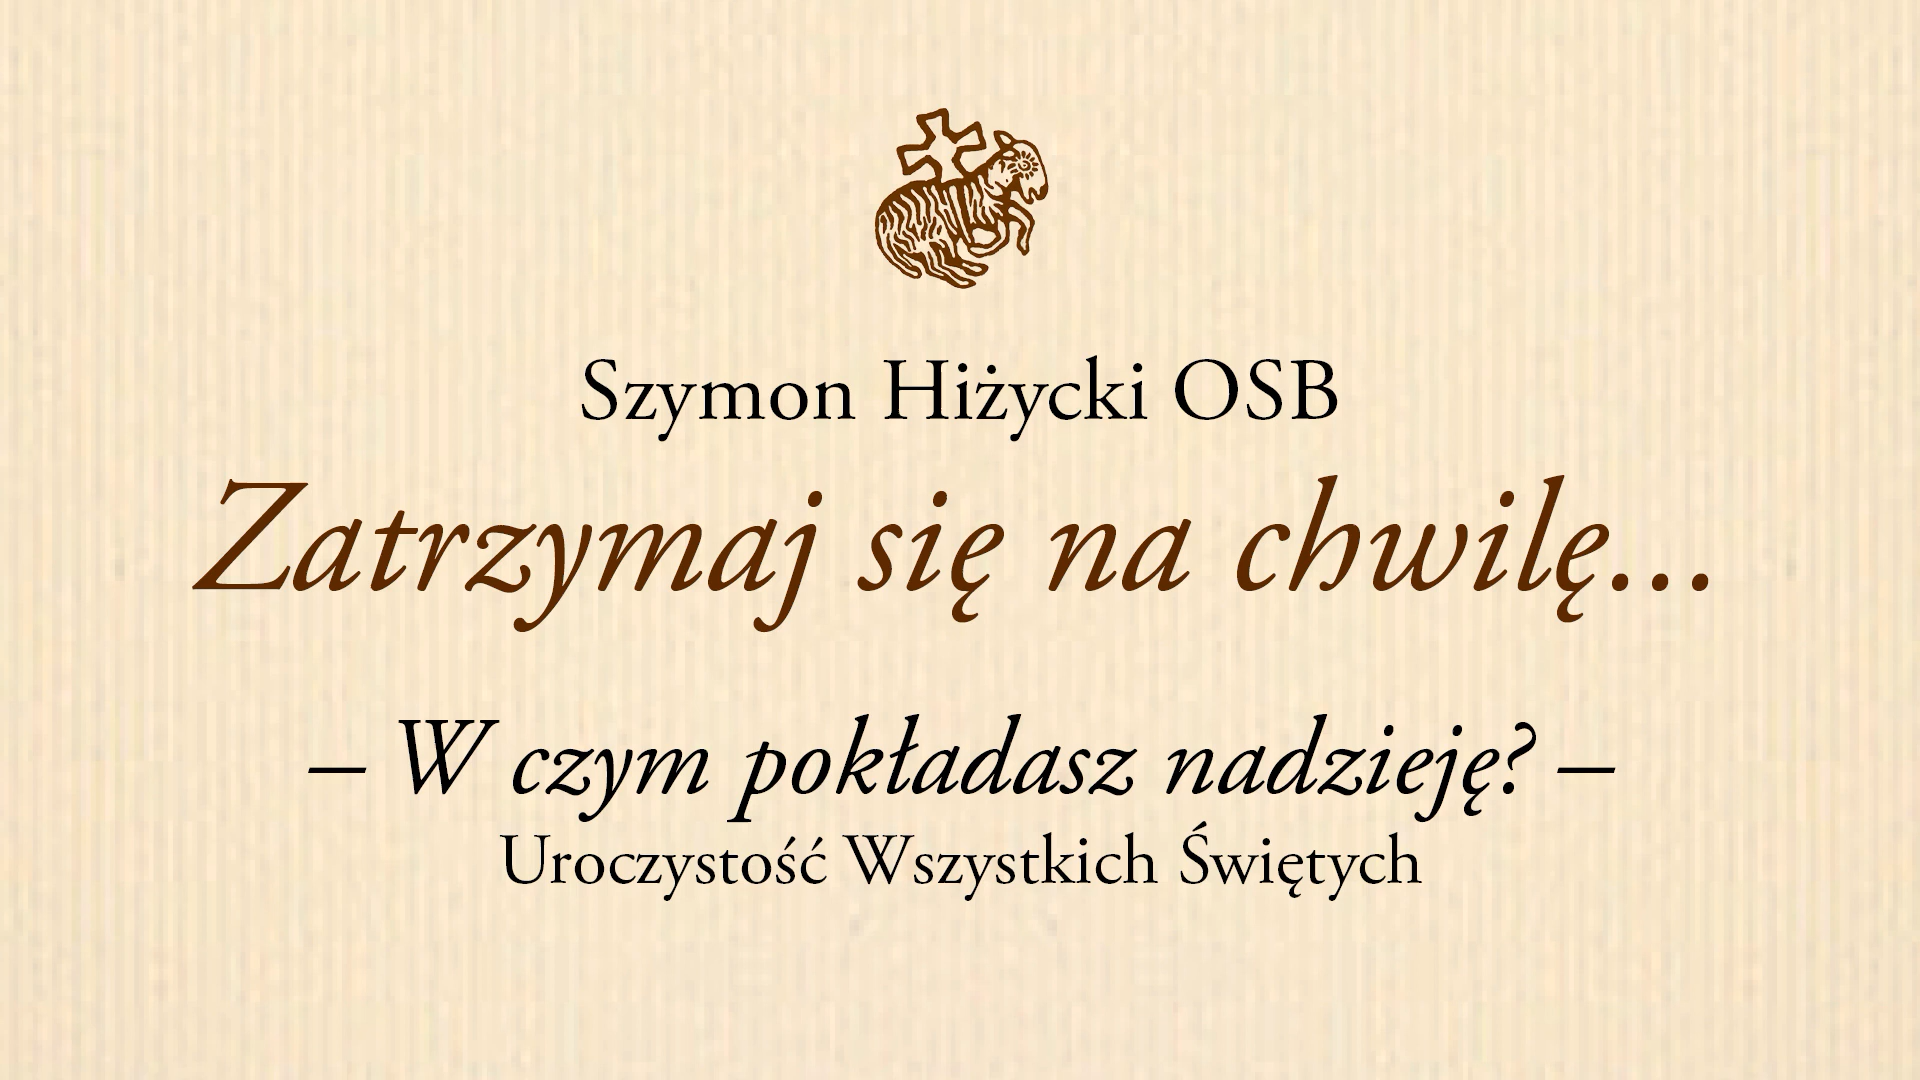 Szymon Hiżycki OSB
Zatrzymaj się na chwilę...
– W czym pokładasz nadzieję? –
Uroczystość Wszystkich Świętych